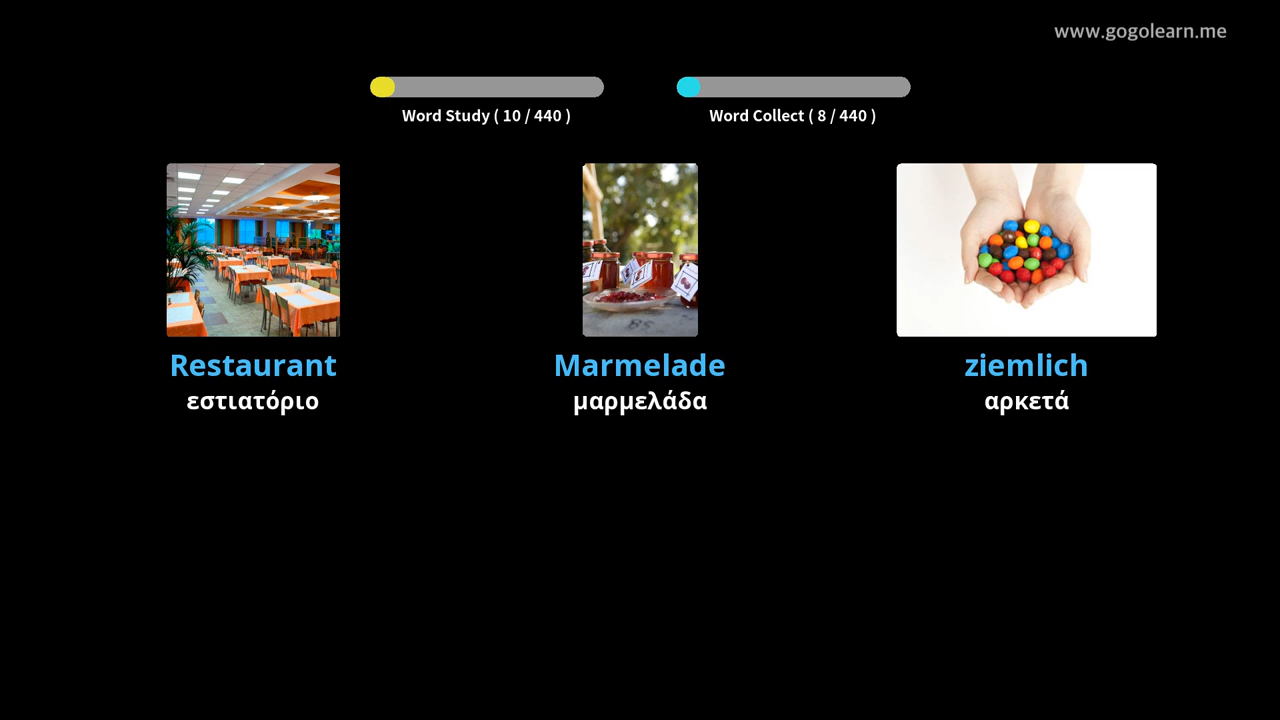 www.gogolearn.me
Word Study ( 10 / 440 )
Word Collect ( 8 / 440 )
Restaurant
εστιατόριο
Marmelade
μαρμελάδα
ziemlich
αρκετά